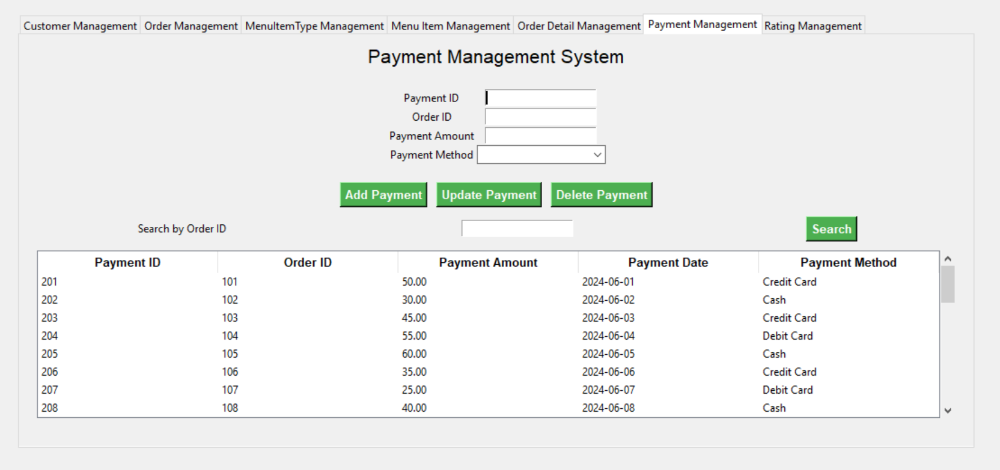 Customer Management Order Management MenuItemType Management Menu Item Management Order Detail Management Payment Management Rating Management
Payment Management System
Payment ID
Order ID
Payment Amount
Payment Method
Add Payment Update Payment Delete Payment
Search by Order ID Search
Payment ID Order ID Payment Amount Payment Date Payment Method
201 101 50.00 2024-06-01 Credit Card
202 102 30.00 2024-06-02 Cash
203 103 45.00 2024-06-03 Credit Card
204 104 55.00 2024-06-04 Debit Card
205 105 60.00 2024-06-05 Cash
206 106 35.00 2024-06-06 Credit Card
207 107 25.00 2024-06-07 Debit Card
208 108 40.00 2024-06-08 Cash